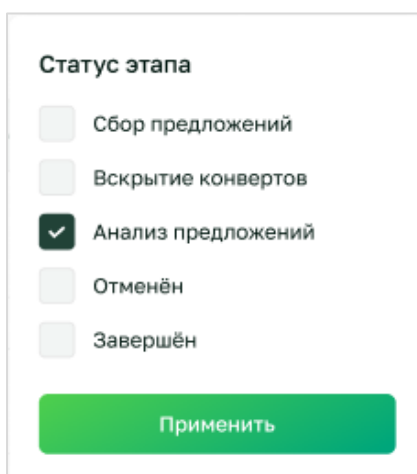 Статус этапа
Сбор предложений
Вскрытие конвертов
Анализ предложений
Отменён
Завершён
Применить